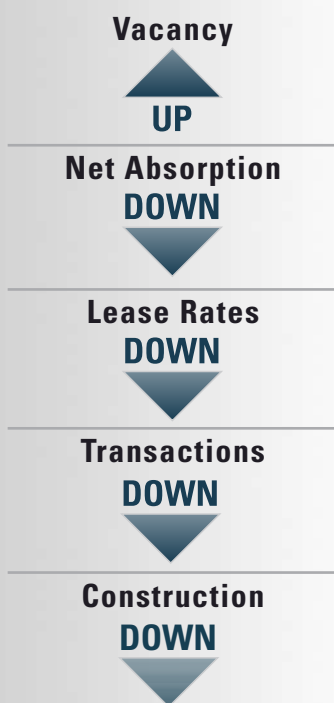 Vacancy
UP
Net Absorption
DOWN
Lease Rates
DOWN
Transactions
DOWN
Construction
DOWN